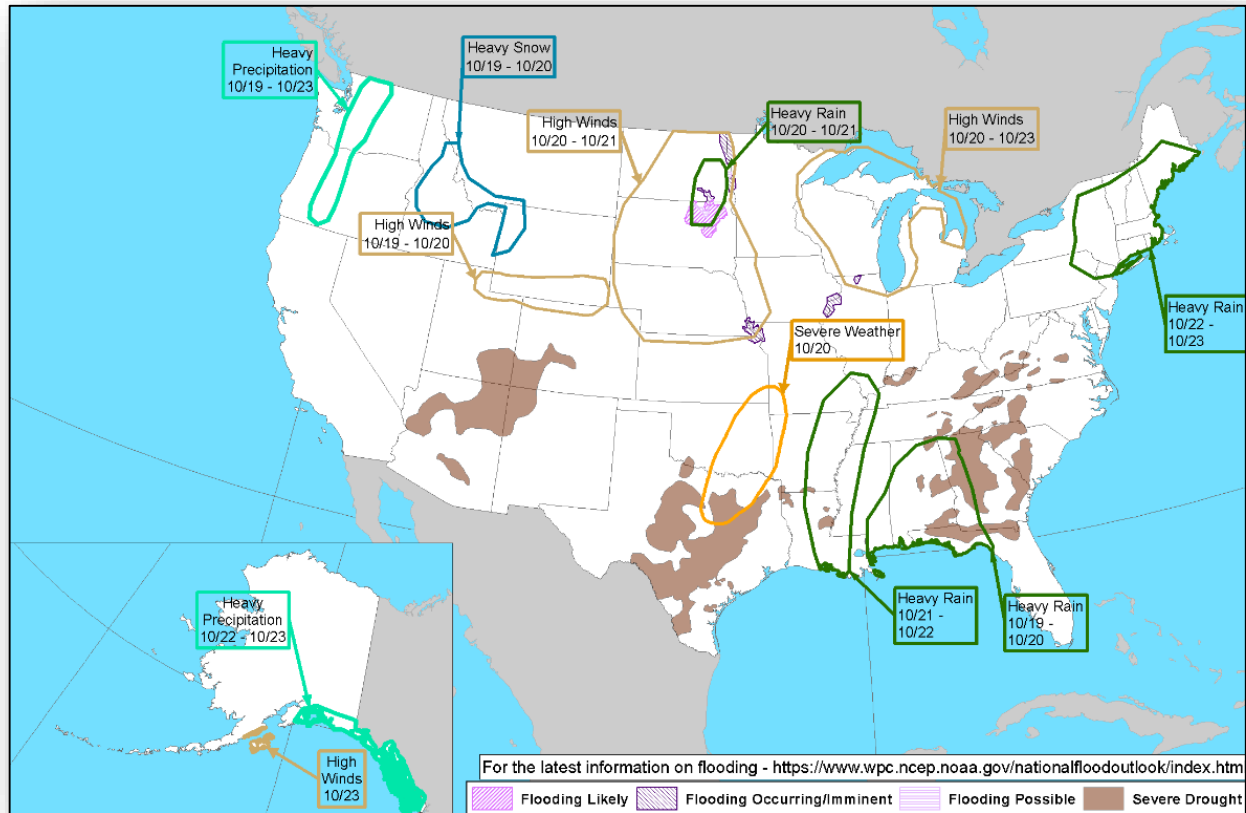 Heavy
Precipitation
10/19 - 10/23
Heavy Snow
10/19 - 10/20
High Winds
10/20 - 10/21
Heavy Rain
10/20 - 10/21
High Winds
10/20 - 10/23
High Winds
10/19 - 10/20
Heavy Rain
10/22 -
10/23
Severe Weather
10/20
Heavy Rain
10/21 -
10/22
Heavy Rain
10/19 -
10/20
Heavy
Precipitation
10/22 - 10/23
High
Winds
10/23
For the latest information on flooding - https://www.wpc.ncep.noaa.gov/nationalfloodoutlook/index.htm
Flooding Likely
Flooding Occurring/Imminent
Flooding Possible
Severe Drought